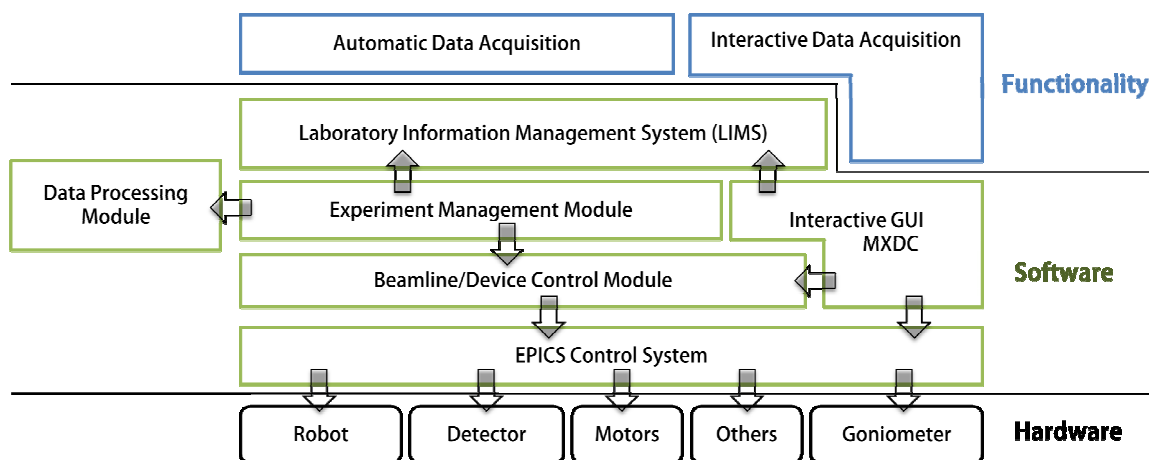 Automatic Data Acquisition
Interactive Data Acquisition
Functionality
Laboratory Information Management System (LIMS)
Data Processing
Module
Experiment Management Module
Interactive GUI
MXDC
Beamline/Device Control Module
Software
EPICS Control System
Robot
Detector
Motors
Others
Goniometer
Hardware